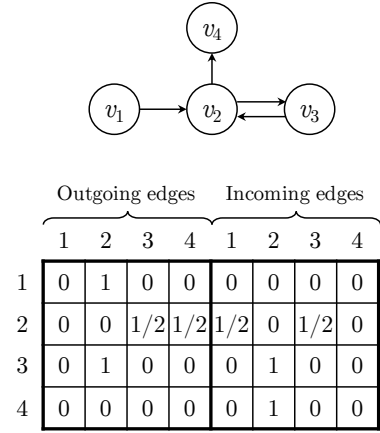 v4
v1 v2 v3
Outgoing edges Incoming edges
1 2 3 4 1 2 3 4
1 0 1 0 0 0 0 0 0
2 0 0 1/2 1/2 1/2 0 1/2 0
3 0 1 0 0 0 1 0 0
4 0 0 0 0 0 1 0 0